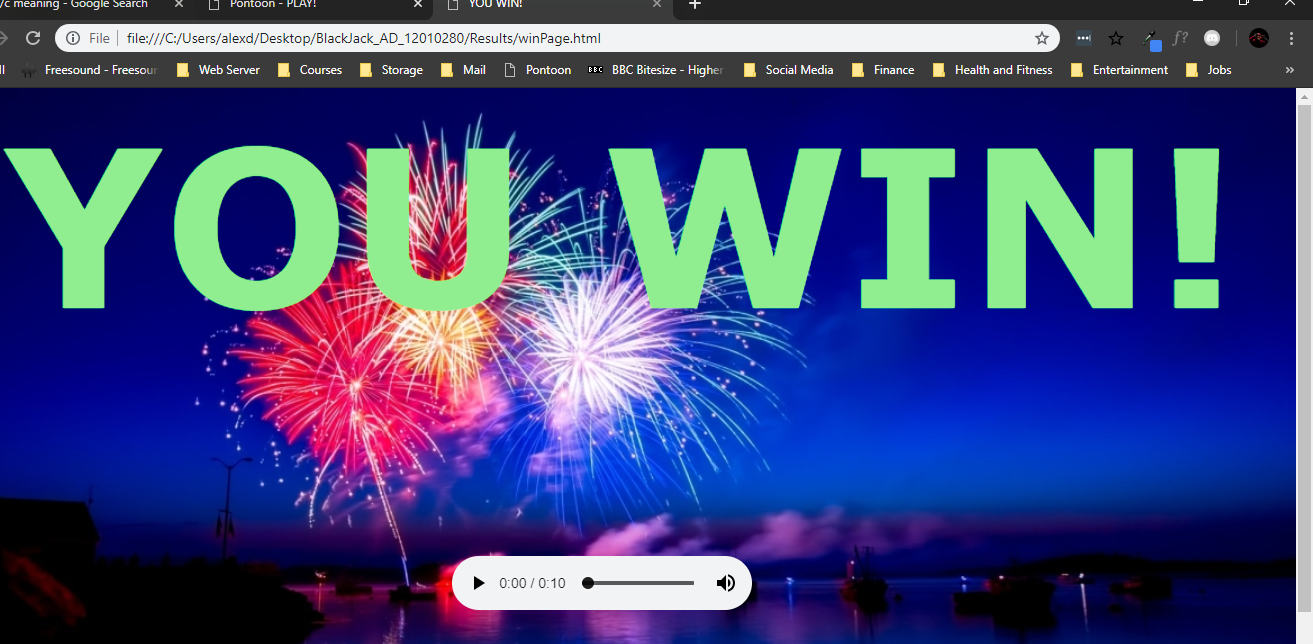 /c meaning - Google Search Pontoon - PLAY! YOU WIN!
File file:///C:/Users/alexd/Desktop/BlackJack_AD_12010280/Results/winPage.html
Freesound - Freesoun Web Server Courses Storage Mail Pontoon BBC BBC Bitesize - Higher Social Media Finance Health and Fitness Entertainment Jobs »
YOU WIN!
0:00 / 0:10